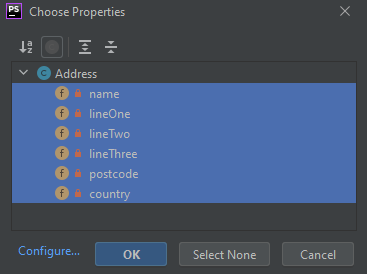 PS Choose Properties
a z
C Address
f name
f lineOne
f lineTwo
f lineThree
f postcode
f country
Configure... OK Select None Cancel